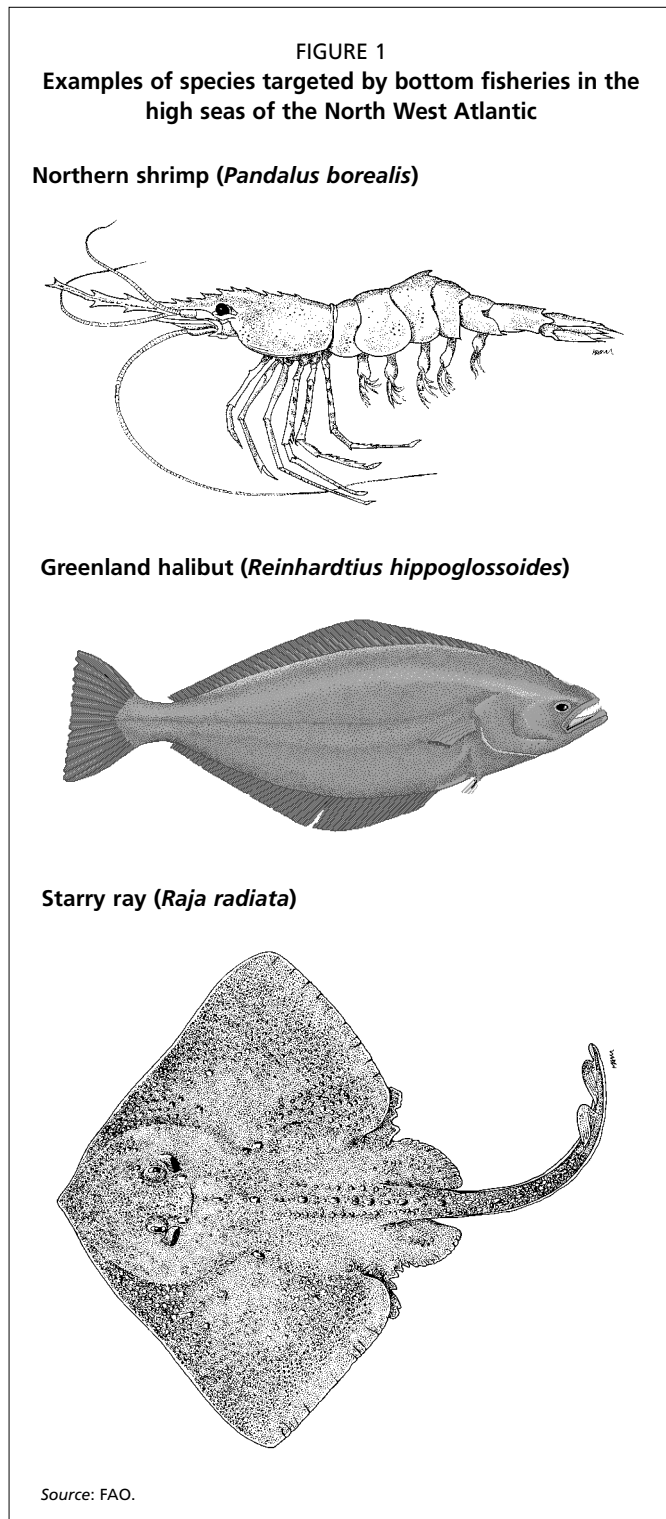 FIGURE 1
Examples of species targeted by bottom fisheries in the
high seas of the North West Atlantic
Northern shrimp (Pandalus borealis)
Greenland halibut (Reinhardtius hippoglossoides)
Starry ray (Raja radiata)
Source: FAO.